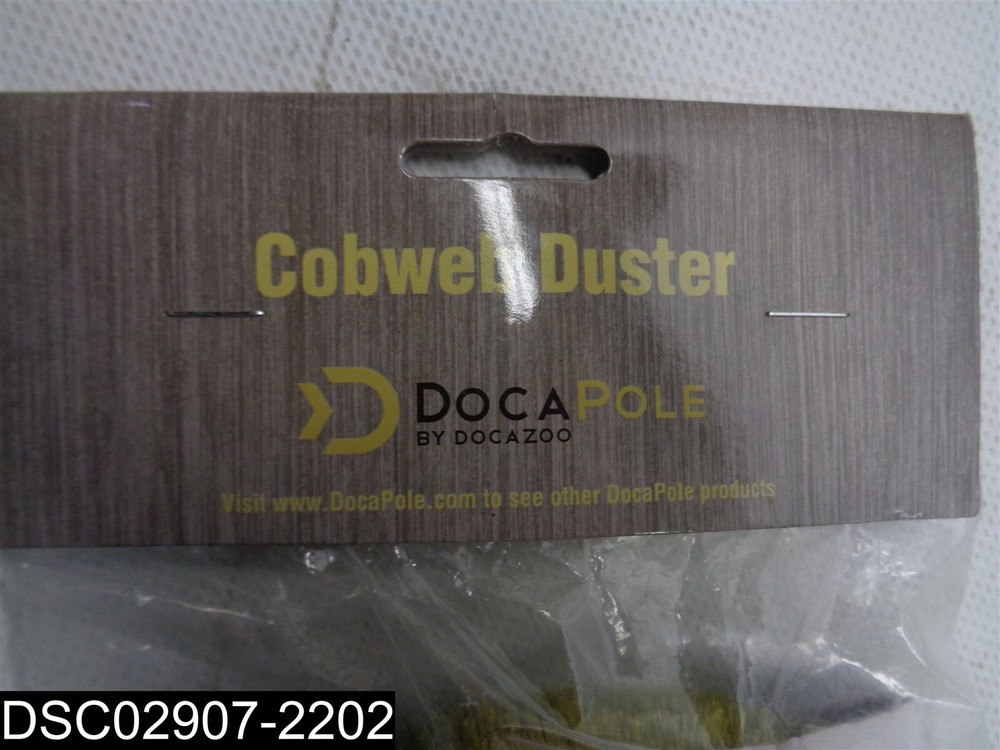 Cobweb Duster
DOCAPOLE
BY DOCAZOO
Visit www.DocaPole.com to see other DocaPole products
DSC02907-2202